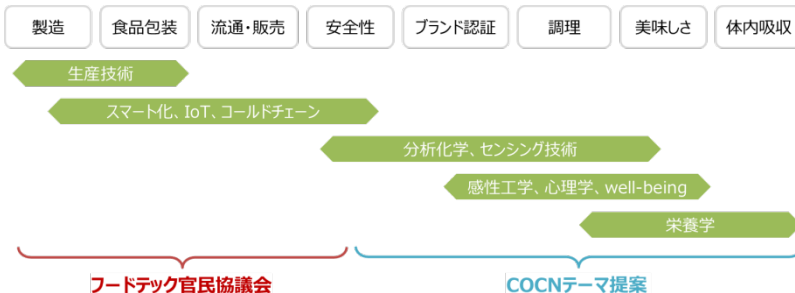 製造 食品包装 流通・販売 安全性 ブランド認証 調理 美味しさ 体内吸収
生産技術
スマート化、IoT、コールドチェーン
分析化学、センシング技術
感性工学、心理学、well-being
栄養学
フードテック官民協議会 COCNテーマ提案